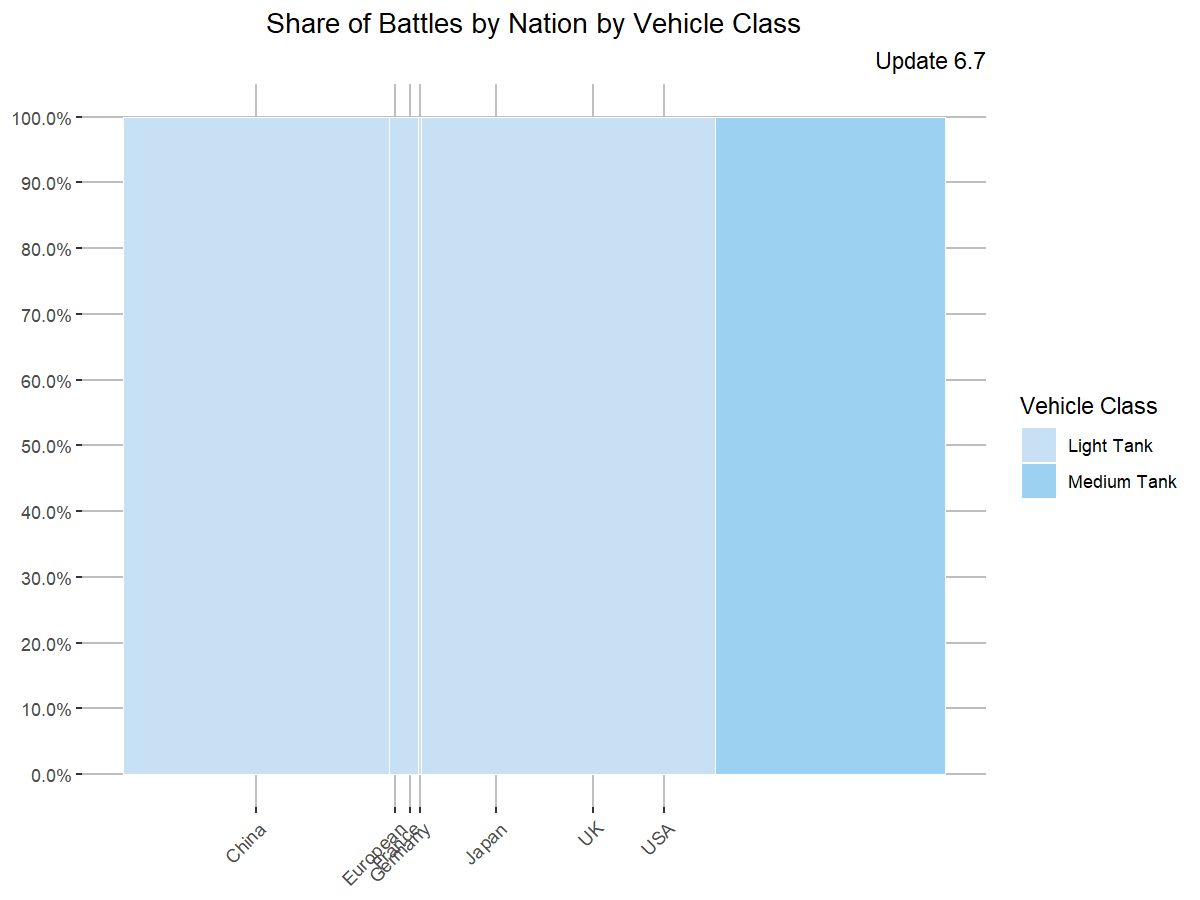 Share of Battles by Nation by Vehicle Class
Update 6.7
100.0%
90.0%
80.0%
70.0%
60.0%
50.0%
40.0%
30.0%
20.0%
10.0%
0.0%
China
European
France
Germany
Japan
UK
USA
Vehicle Class
Light Tank
Medium Tank